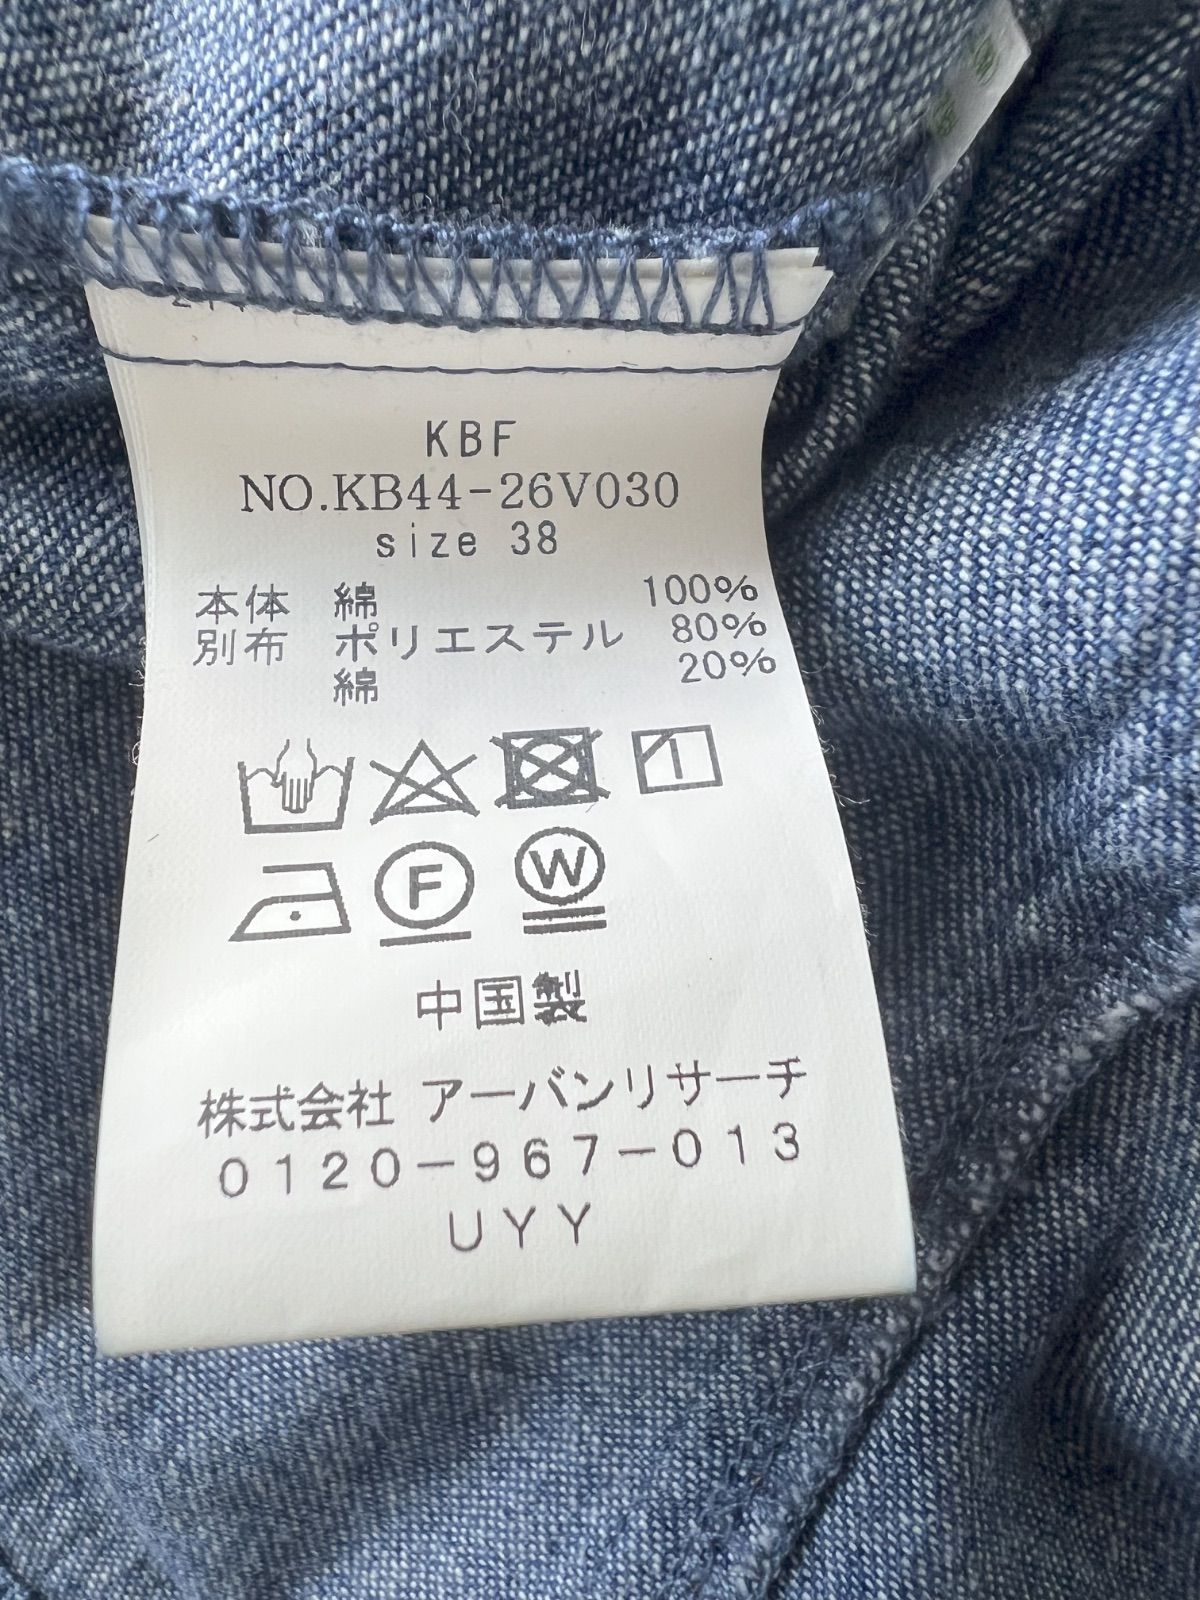 KBF
NO.KB44-26V030
size 38
本体 綿 100%
別布 ポリエステル 80%
綿 20%
F W
中国製
株式会社 アーバンリサーチ
0120-967-013
UYY